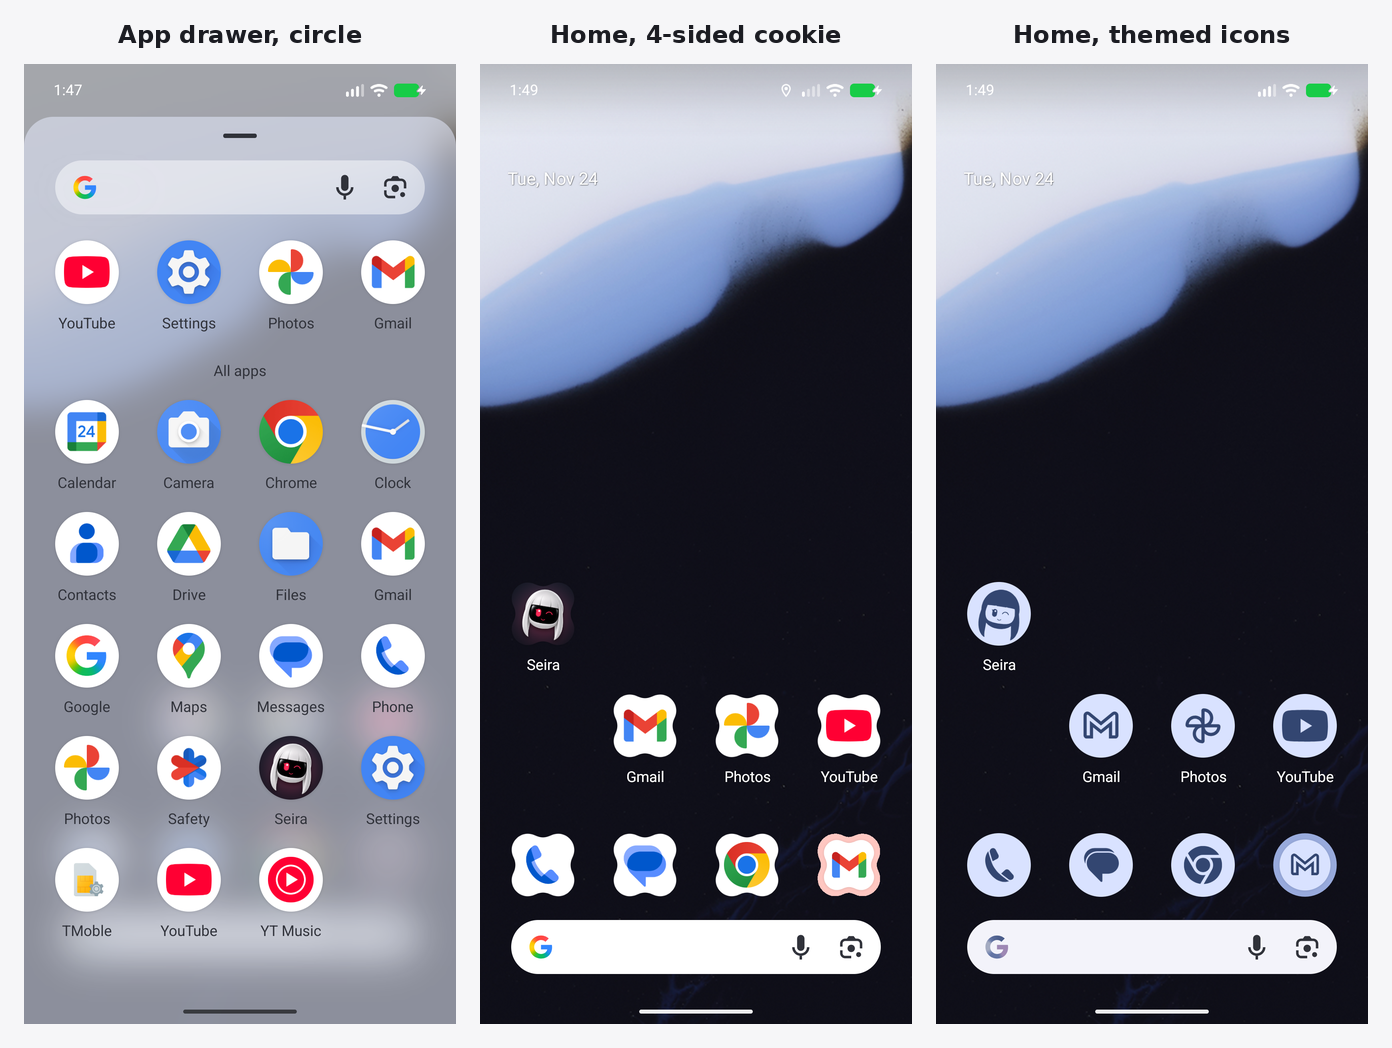 App drawer, circle
1:47
G
YouTube Settings Photos Gmail
All apps
24
Calendar Camera Chrome Clock
Contacts Drive Files Gmail
G
Google Maps Messages Phone
Photos Safety Seira Settings
TMoble YouTube YT Music
Home, 4-sided cookie
1:49
Tue, Nov 24
Seira
Gmail Photos YouTube
G
Home, themed icons
1:49
Tue, Nov 24
Seira
Gmail Photos YouTube
G